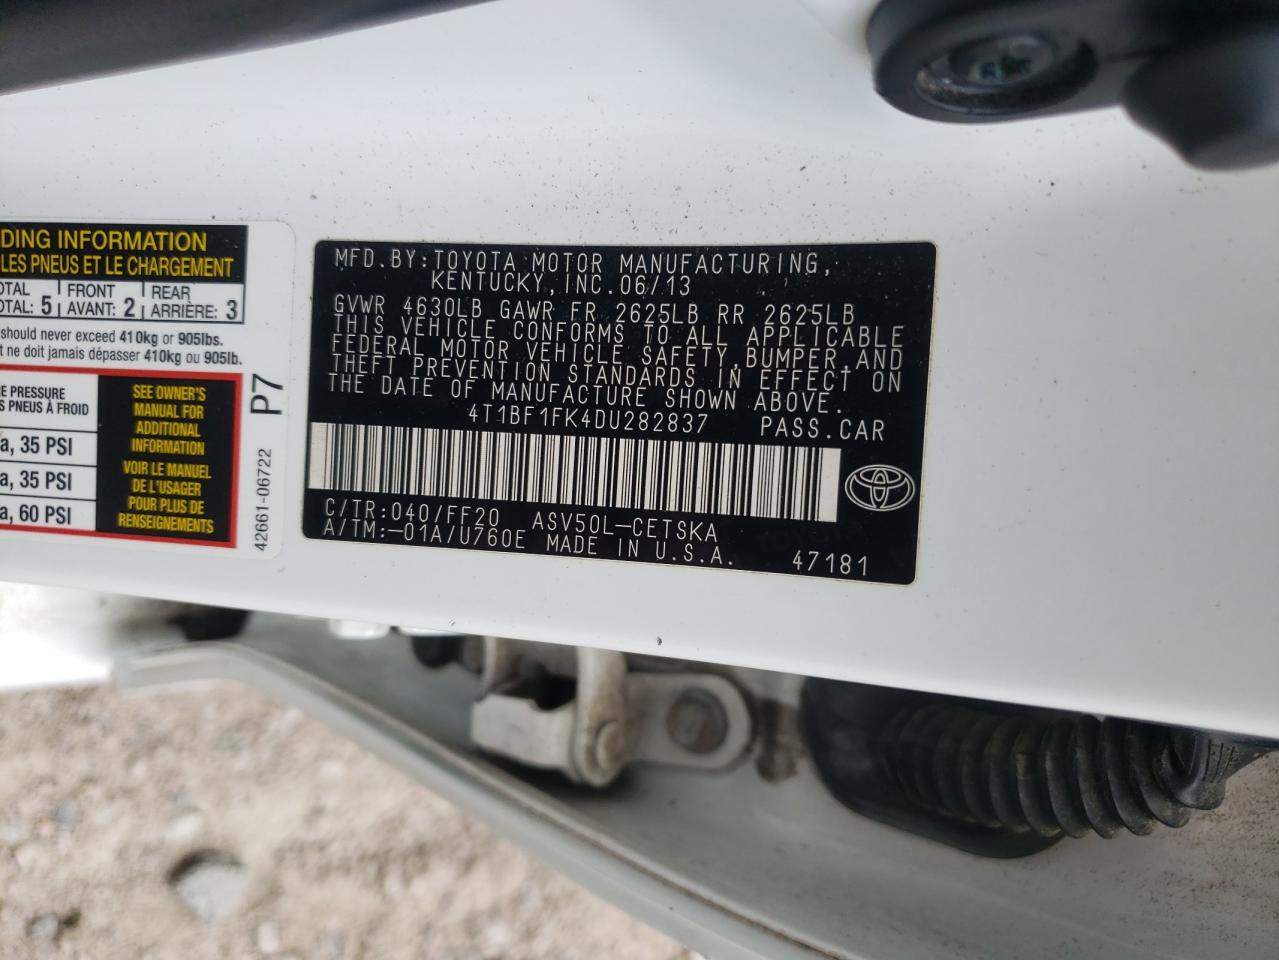 DING INFORMATION
LES PNEUS ET LE CHARGEMENT
OTAL FRONT REAR
OTAL: 5 AVANT: 2 ARRIÈRE: 3
should never exceed 410kg or 905lbs.
t ne doit jamais dépasser 410kg ou 905lb.
E PRESSURE
S PNEUS À FROID
a, 35 PSI
a, 35 PSI
a, 60 PSI
SEE OWNER'S
MANUAL FOR
ADDITIONAL
INFORMATION
VOIR LE MANUEL
DE L'USAGER
POUR PLUS DE
RENSEIGNEMENTS
P7
42661-06722
MFD.BY:TOYOTA MOTOR MANUFACTURING,
KENTUCKY,INC.06/13
GVWR 4630LB GAWR FR 2625LB RR 2625LB
THIS VEHICLE CONFORMS TO ALL APPLICABLE
FEDERAL MOTOR VEHICLE SAFETY,BUMPER,AND
THEFT PREVENTION STANDARDS IN EFFECT ON
THE DATE OF MANUFACTURE SHOWN ABOVE.
4T1BF1FK4DU282837 PASS.CAR
C/TR:040/FF20 ASV50L-CETSKA
A/TM:-01A/U760E MADE IN U.S.A. 47181